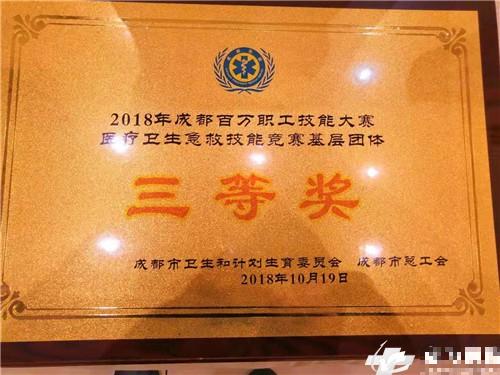 2018年成都百万职工技能大赛
医疗卫生急救技能竞赛基层团体
三等奖
成都市卫生和计划生育委员会 成都市总工会
2018年10月19日